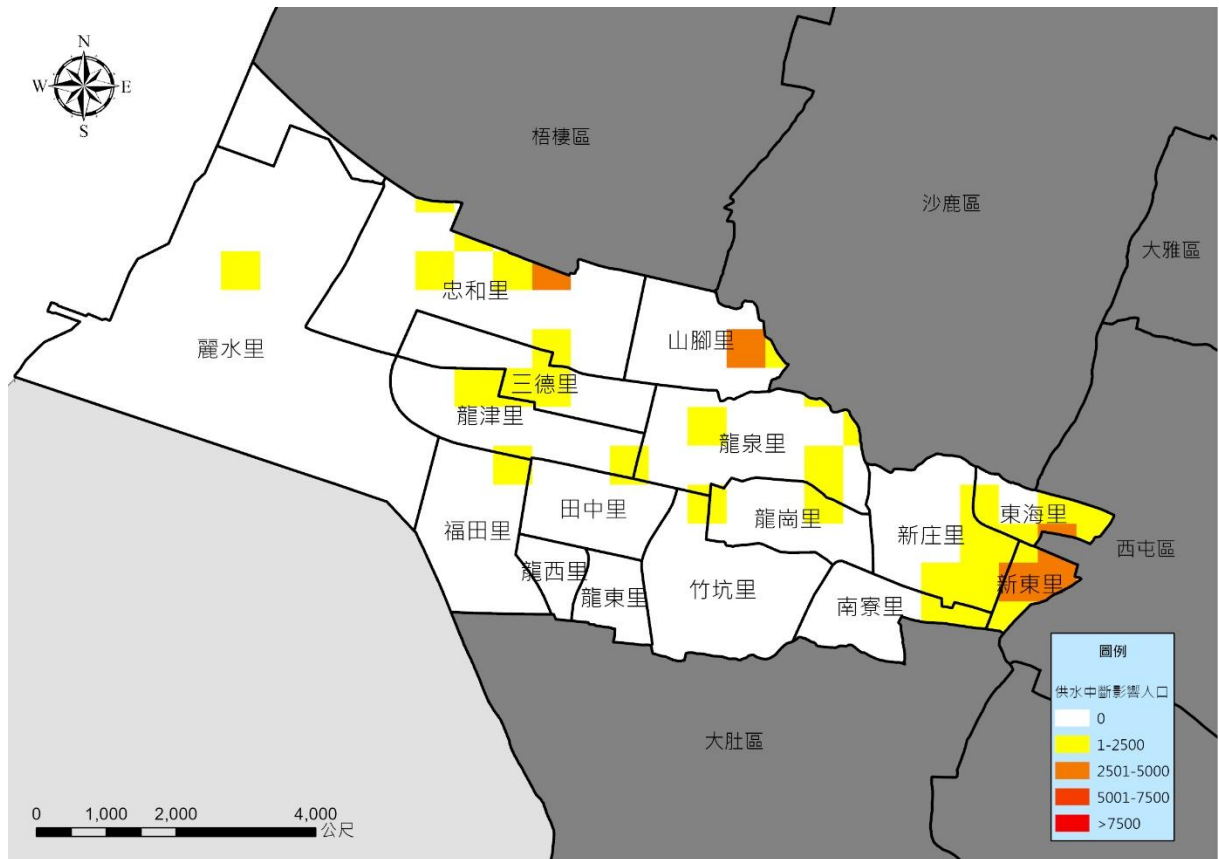 N
W
E
S
梧棲區
沙鹿區
大雅區
忠和里
山腳里
麗水里
三德里
龍津里
龍泉里
東海里
田中里
龍崗里
新庄里
福田里
西屯區
龍西里
新東里
竹坑里
龍東里
南寮里
大肚區
圖例
供水中斷影響人口
0
1-2500
2501-5000
5001-7500
>7500
0 1,000 2,000 4,000
公尺